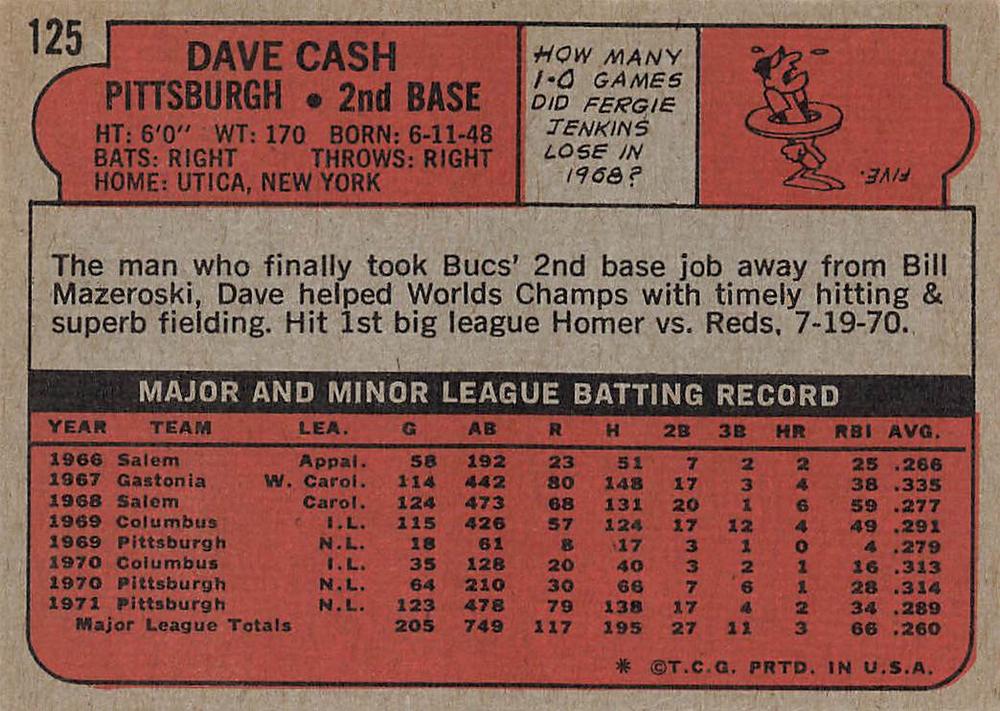 125
DAVE CASH
PITTSBURGH • 2nd BASE
HT: 6'0" WT: 170 BORN: 6-11-48
BATS: RIGHT THROWS: RIGHT
HOME: UTICA, NEW YORK
HOW MANY
1-0 GAMES
DID FERGIE
JENKINS
LOSE IN
1968?
FIVE.
The man who finally took Bucs' 2nd base job away from Bill
Mazeroski, Dave helped Worlds Champs with timely hitting &
superb fielding. Hit 1st big league Homer vs. Reds, 7-19-70.
MAJOR AND MINOR LEAGUE BATTING RECORD
YEAR TEAM LEA. G AB R H 2B 3B HR RBI AVG.
1966 Salem Appal. 58 192 23 51 7 2 2 25 .266
1967 Gastonia W. Carol. 114 442 80 148 17 3 4 38 .335
1968 Salem Carol. 124 473 68 131 20 1 6 59 .277
1969 Columbus I.L. 115 426 57 124 17 12 4 49 .291
1969 Pittsburgh N.L. 18 61 8 17 3 1 0 4 .279
1970 Columbus I.L. 35 128 20 40 3 2 1 16 .313
1970 Pittsburgh N.L. 64 210 30 66 7 6 1 28 .314
1971 Pittsburgh N.L. 123 478 79 138 17 4 2 34 .289
Major League Totals 205 749 117 195 27 11 3 66 .260
* ©T.C.G. PRTD. IN U.S.A.